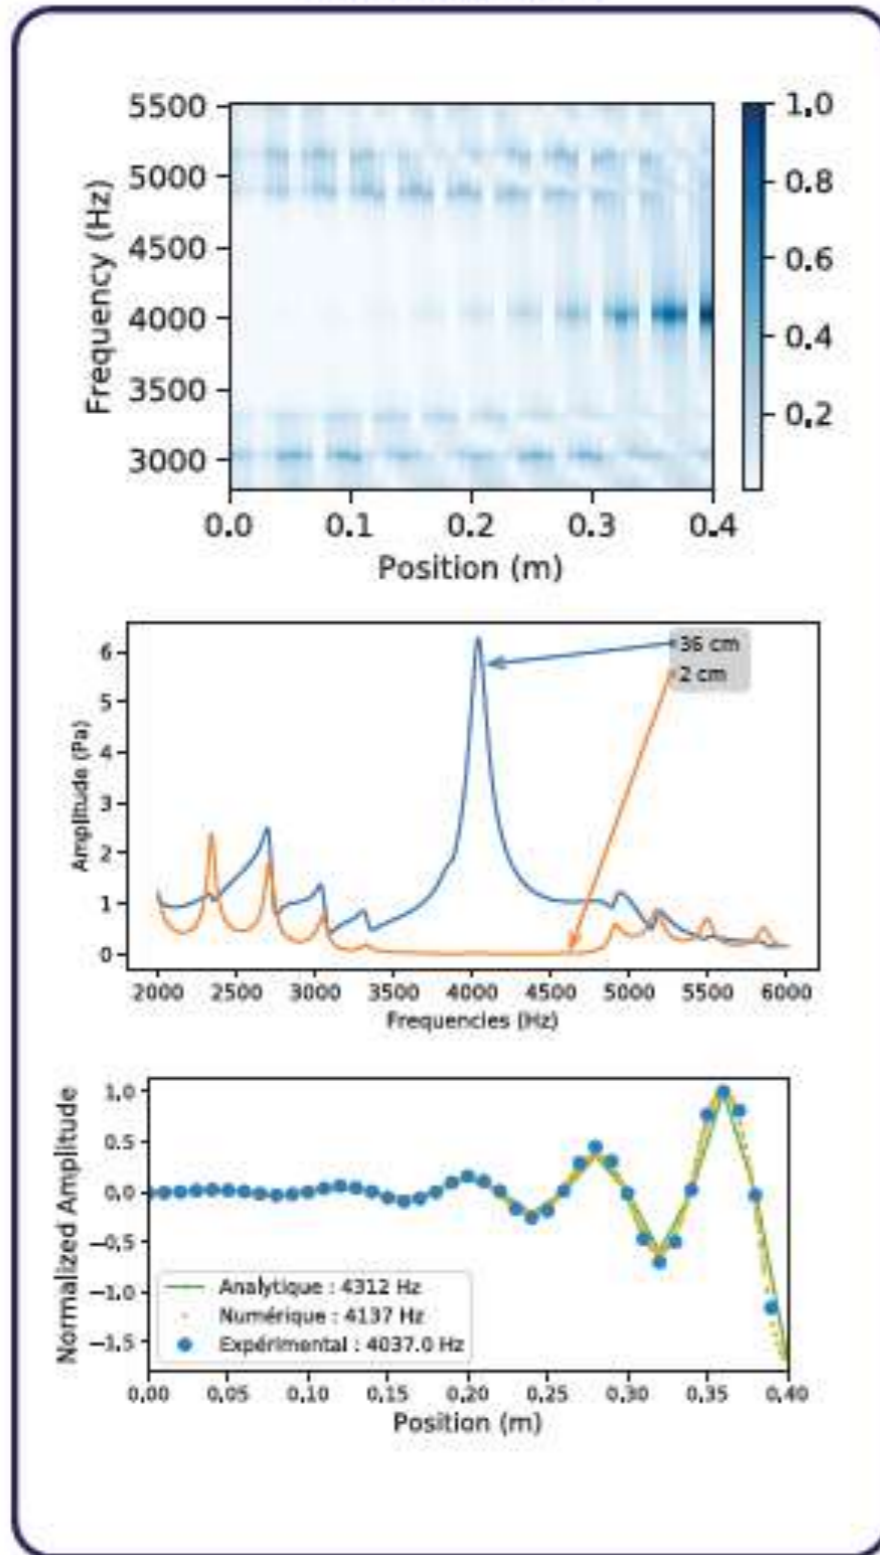 5500
5000
4500
4000
3500
3000
Frequency (Hz)
0.0 0.1 0.2 0.3 0.4
Position (m)
1.0
0.8
0.6
0.4
0.2
6
5
4
3
2
1
0
Amplitude (Pa)
36 cm
2 cm
2000 2500 3000 3500 4000 4500 5000 5500 6000
Frequencies (Hz)
1.0
0.5
0.0
−0.5
−1.0
−1.5
Normalized Amplitude
Analytique : 4312 Hz
Numérique : 4137 Hz
Expérimental : 4037.0 Hz
0.00 0.05 0.10 0.15 0.20 0.25 0.30 0.35 0.40
Position (m)